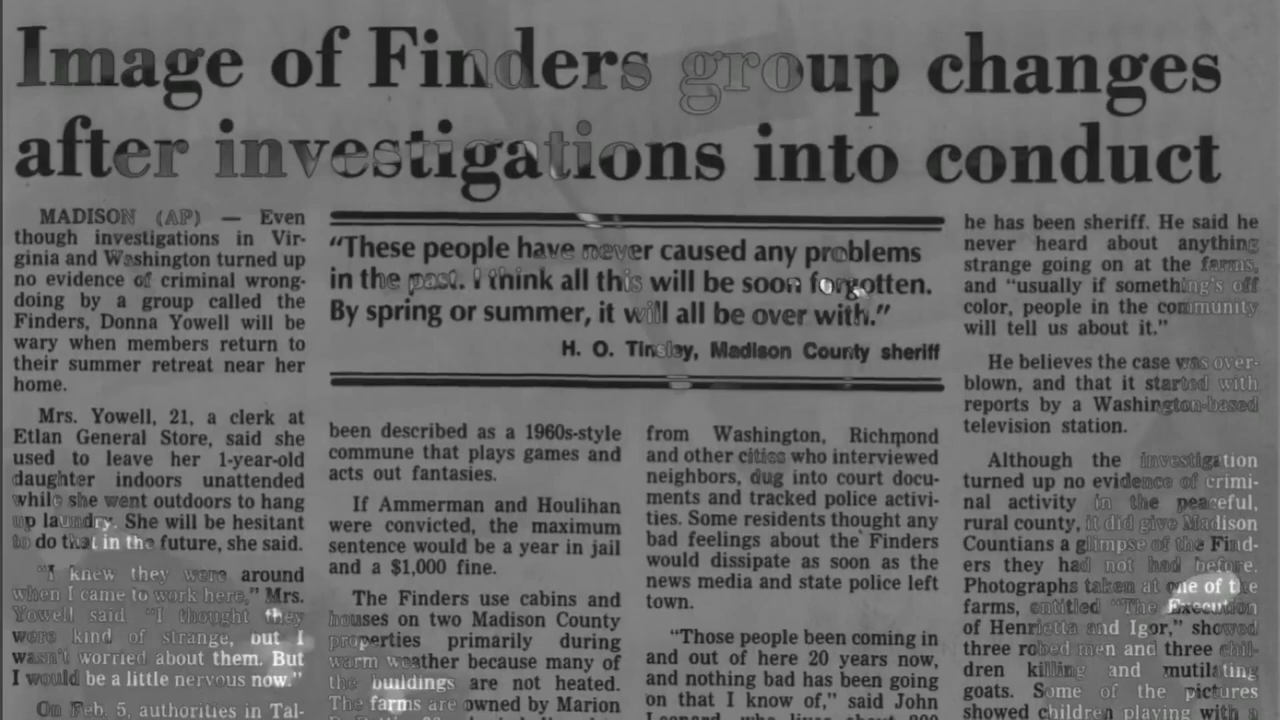 Image of Finders group changes
after investigations into conduct
MADISON (AP) — Even
though investigations in Vir-
ginia and Washington turned up
no evidence of criminal wrong-
doing by a group called the
Finders, Donna Yowell will be
wary when members return to
their summer retreat near her
home.
Mrs. Yowell, 21, a clerk at
Etlan General Store, said she
used to leave her 1-year-old
daughter indoors unattended
while she went outdoors to hang
up laundry. She will be hesitant
to do that in the future, she said.
"I knew they were around
when I came to work here," Mrs.
Yowell said "I thought they
were kind of strange, but I
wasn't worried about them. But
I would be a little nervous now."
On Feb. 5, authorities in Tal-
"These people have never caused any problems
in the past. I think all this will be soon forgotten.
By spring or summer, it will all be over with."
H. O. Tinsley, Madison County sheriff
been described as a 1960s-style
commune that plays games and
acts out fantasies.
If Ammerman and Houlihan
were convicted, the maximum
sentence would be a year in jail
and a $1,000 fine.
The Finders use cabins and
houses on two Madison County
properties primarily during
warm weather because many of
the buildings are not heated.
The farms are owned by Marion
from Washington, Richmond
and other cities who interviewed
neighbors, dug into court docu-
ments and tracked police activi-
ties. Some residents thought any
bad feelings about the Finders
would dissipate as soon as the
news media and state police left
town.
"Those people been coming in
and out of here 20 years now,
and nothing bad has been going
on that I know of," said John
he has been sheriff. He said he
never heard about anything
strange going on at the farms,
and "usually if something's off
color, people in the community
will tell us about it."
He believes the case was over-
blown, and that it started with
reports by a Washington-based
television station.
Although the investigation
turned up no evidence of crimi-
nal activity in the peaceful,
rural county, it did give Madison
Countians a glimpse of the Find-
ers they had not had before.
Photographs taken at one of the
farms, entitled "The Execution
of Henrietta and Igor," showed
three robed men and three chil-
dren killing and mutilating
goats. Some of the pictures
showed children playing with a